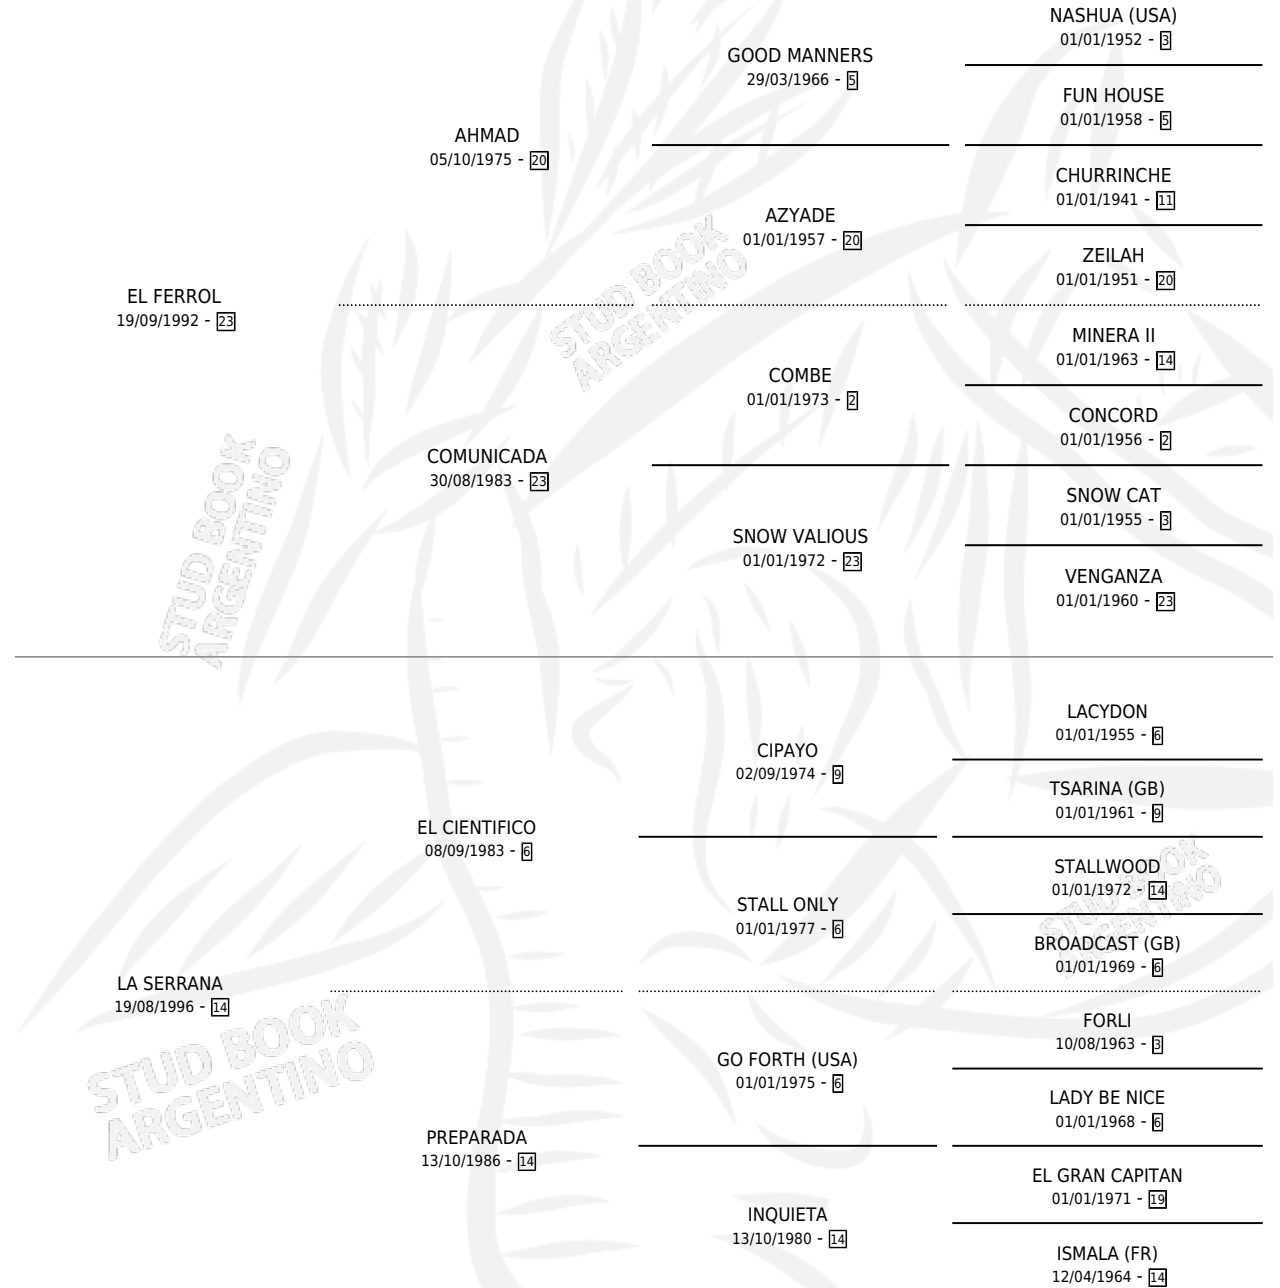 NASHUA (USA)
01/01/1952 - 3
GOOD MANNERS
29/03/1966 - 5
FUN HOUSE
01/01/1958 - 5
AHMAD
05/10/1975 - 20
CHURRINCHE
01/01/1941 - 11
AZYADE
01/01/1957 - 20
ZEILAH
01/01/1951 - 20
EL FERROL
19/09/1992 - 23
MINERA II
01/01/1963 - 14
COMBE
01/01/1973 - 2
CONCORD
01/01/1956 - 2
COMUNICADA
30/08/1983 - 23
SNOW CAT
01/01/1955 - 3
SNOW VALIOUS
01/01/1972 - 23
VENGANZA
01/01/1960 - 23
STUD BOOK
ARGENTINO
STUD BOOK
ARGENTINO
LACYDON
01/01/1955 - 6
CIPAYO
02/09/1974 - 9
TSARINA (GB)
01/01/1961 - 9
EL CIENTIFICO
08/09/1983 - 6
STALLWOOD
01/01/1972 - 14
STALL ONLY
01/01/1977 - 6
BROADCAST (GB)
01/01/1969 - 6
STUD BOOK
ARGENTINO
LA SERRANA
19/08/1996 - 14
FORLI
10/08/1963 - 3
GO FORTH (USA)
01/01/1975 - 6
LADY BE NICE
01/01/1968 - 6
STUD BOOK
ARGENTINO
PREPARADA
13/10/1986 - 14
EL GRAN CAPITAN
01/01/1971 - 19
INQUIETA
13/10/1980 - 14
ISMALA (FR)
12/04/1964 - 14